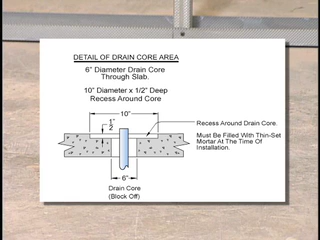 DETAIL OF DRAIN CORE AREA
6" Diameter Drain Core
Through Slab.
10" Diameter x 1/2" Deep
Recess Around Core
10"
1/2"
Recess Around Drain Core.
Must Be Filled With Thin-Set
Mortar At The Time Of
Installation.
6"
Drain Core
(Block Off)